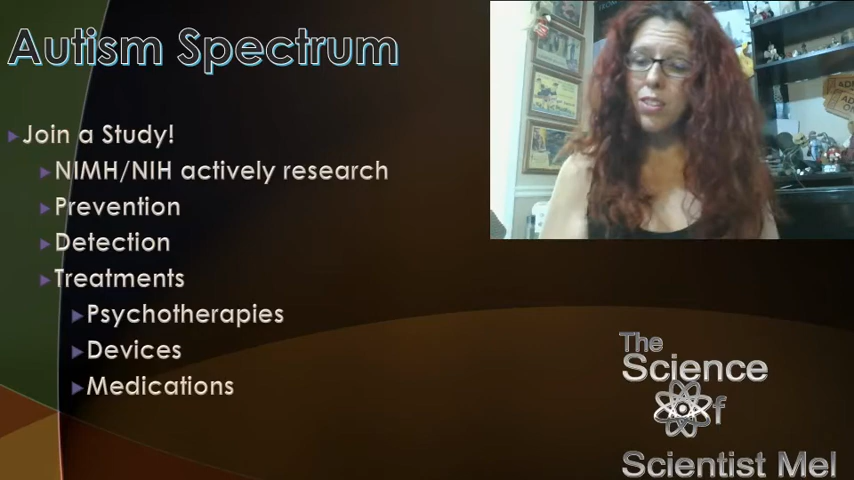 Autism Spectrum
Join a Study!
NIMH/NIH actively research
Prevention
Detection
Treatments
Psychotherapies
Devices
Medications
The
Science
of
Scientist Mel